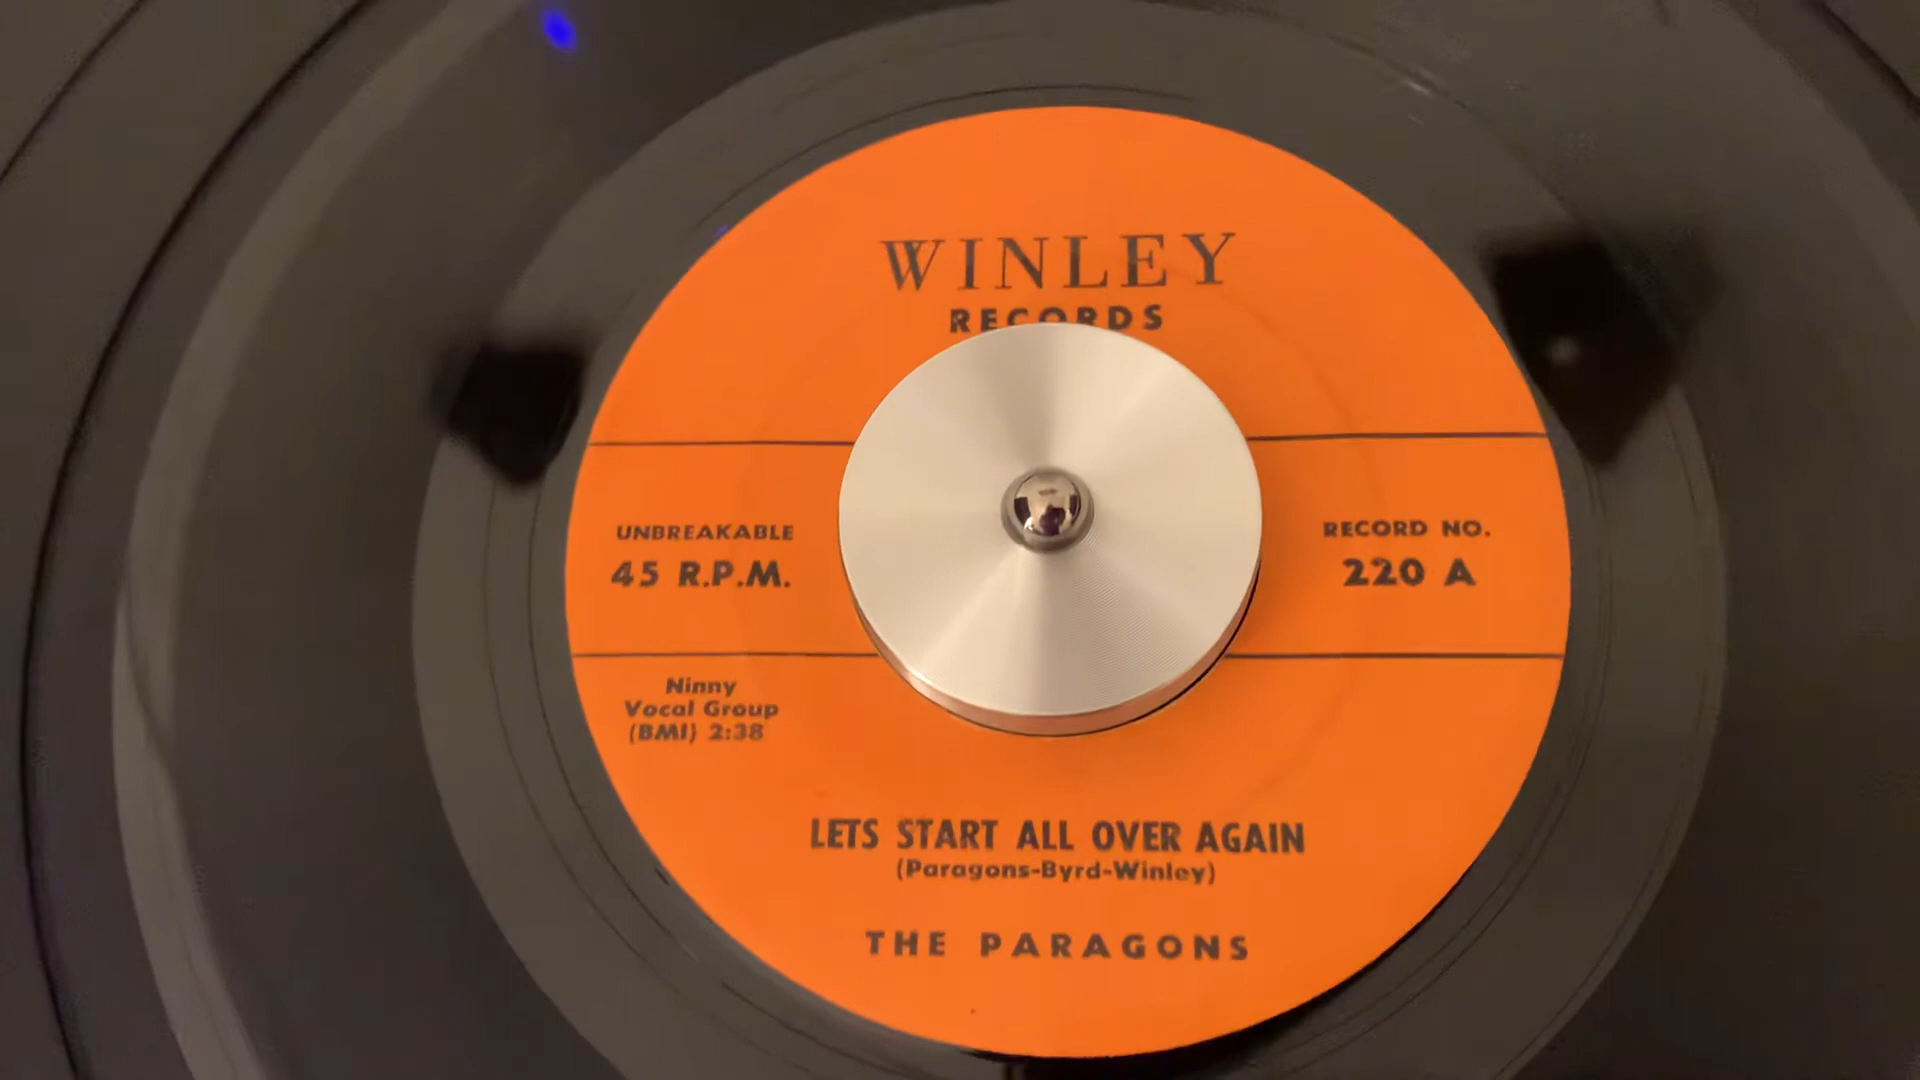 WINLEY
RECORDS
UNBREAKABLE
45 R.P.M.
RECORD NO.
220 A
Ninny
Vocal Group
(BMI) 2:38
LETS START ALL OVER AGAIN
(Paragons-Byrd-Winley)
THE PARAGONS